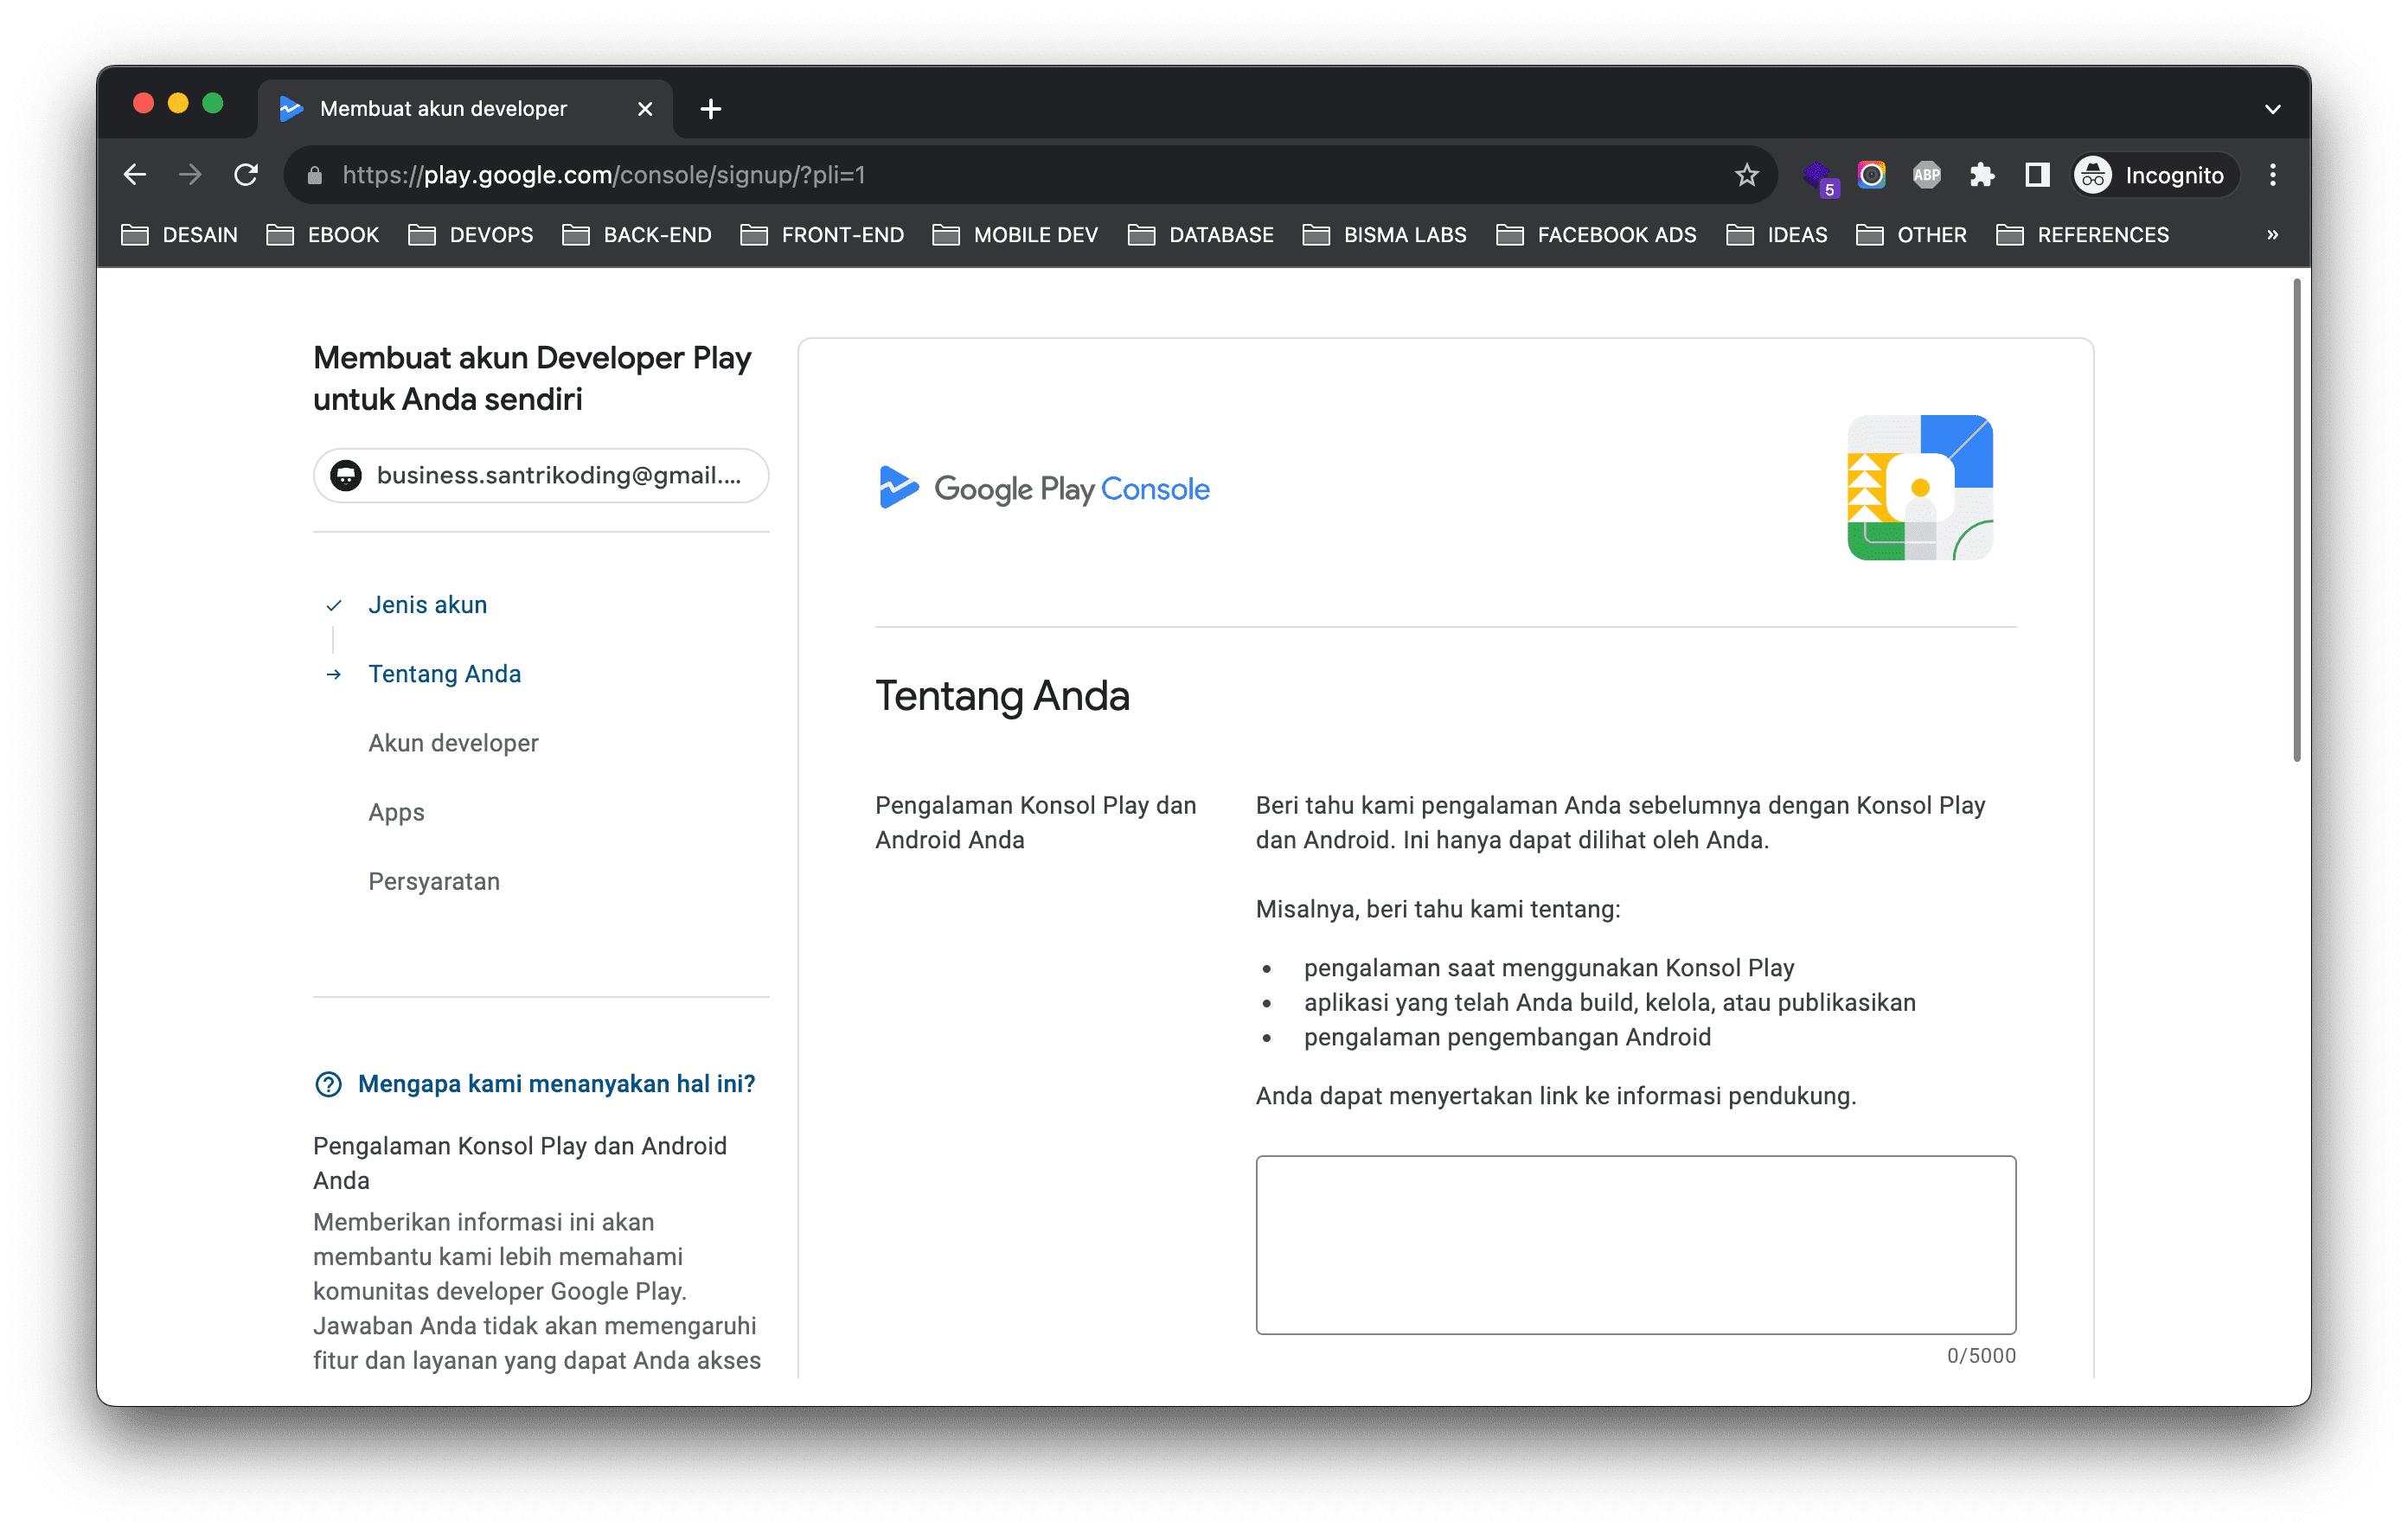 Membuat akun developer
https://play.google.com/console/signup/?pli=1
5
ABP
Incognito
DESAIN
EBOOK
DEVOPS
BACK-END
FRONT-END
MOBILE DEV
DATABASE
BISMA LABS
FACEBOOK ADS
IDEAS
OTHER
REFERENCES
»
Membuat akun Developer Play
untuk Anda sendiri
business.santrikoding@gmail....
Jenis akun
Tentang Anda
Akun developer
Apps
Persyaratan
Mengapa kami menanyakan hal ini?
Pengalaman Konsol Play dan Android
Anda
Memberikan informasi ini akan
membantu kami lebih memahami
komunitas developer Google Play.
Jawaban Anda tidak akan memengaruhi
fitur dan layanan yang dapat Anda akses
Google Play Console
Tentang Anda
Pengalaman Konsol Play dan
Android Anda
Beri tahu kami pengalaman Anda sebelumnya dengan Konsol Play
dan Android. Ini hanya dapat dilihat oleh Anda.
Misalnya, beri tahu kami tentang:
• pengalaman saat menggunakan Konsol Play
• aplikasi yang telah Anda build, kelola, atau publikasikan
• pengalaman pengembangan Android
Anda dapat menyertakan link ke informasi pendukung.
0/5000